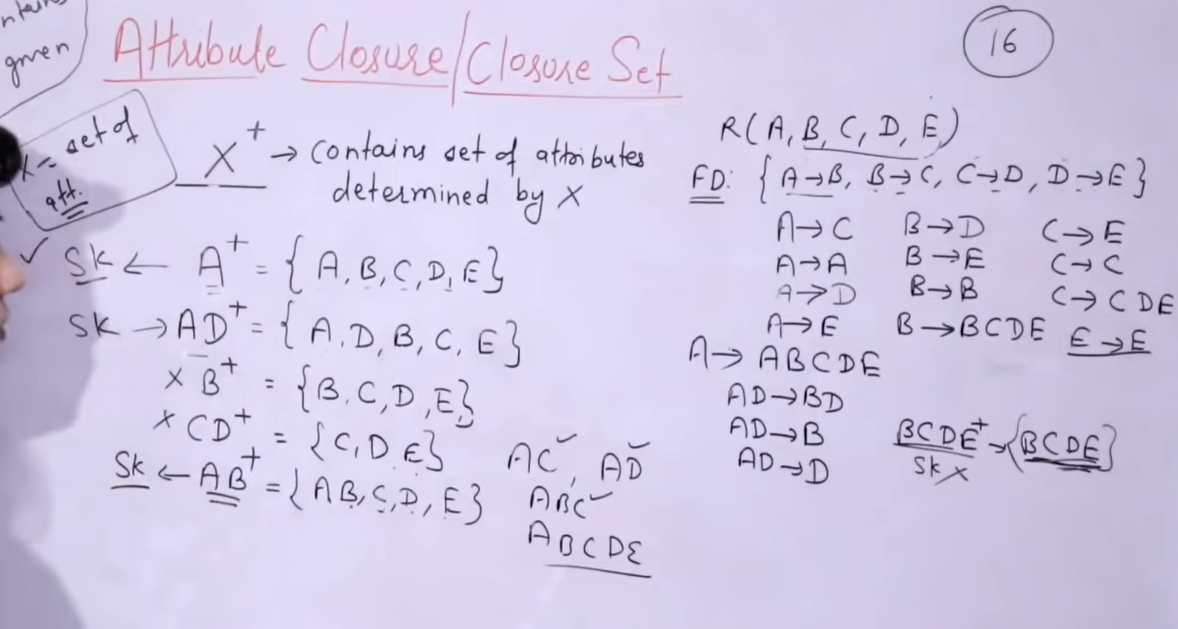 given
Attribute Closure/Closure Set
16
set of
att.
X⁺ → contains set of attributes
determined by X
✓ SK ← A⁺ = { A, B, C, D, E }
SK → AD⁺ = { A, D, B, C, E }
× B⁺ = { B, C, D, E }
× CD⁺ = { C, D E }
SK ← AB⁺ = { AB, C, D, E }
AC✓, AD✓
ABC✓
ABCDE
R(A, B, C, D, E)
FD: { A→B, B→C, C→D, D→E }
A→C B→D C→E
A→A B→E C→C
A→D B→B C→CDE
A→E B→BCDE E→E
A→ ABCDE
AD→BD
AD→B
AD→D
BCDE⁺→{BCDE}
SK ×